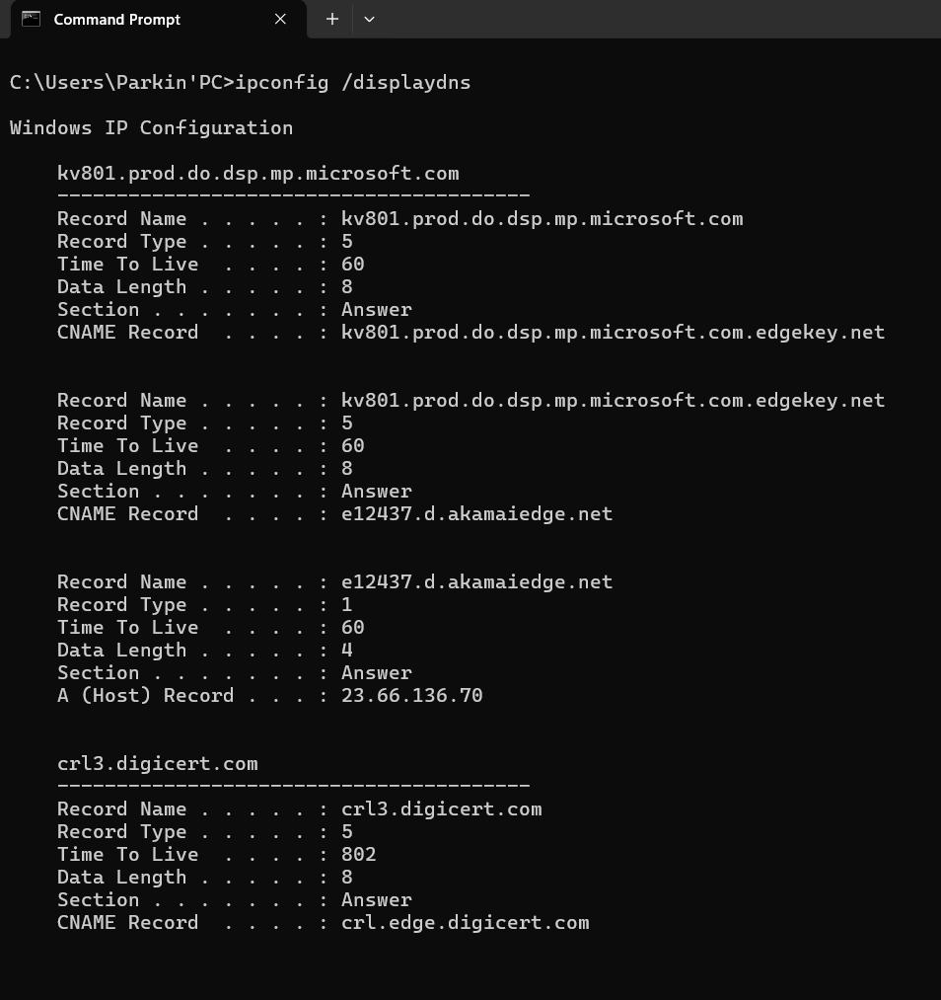 Command Prompt
C:\Users\Parkin'PC>ipconfig /displaydns
Windows IP Configuration
kv801.prod.do.dsp.mp.microsoft.com
----------------------------------------
Record Name . . . . . : kv801.prod.do.dsp.mp.microsoft.com
Record Type . . . . . : 5
Time To Live  . . . . : 60
Data Length . . . . . : 8
Section . . . . . . . : Answer
CNAME Record  . . . . : kv801.prod.do.dsp.mp.microsoft.com.edgekey.net
Record Name . . . . . : kv801.prod.do.dsp.mp.microsoft.com.edgekey.net
Record Type . . . . . : 5
Time To Live  . . . . : 60
Data Length . . . . . : 8
Section . . . . . . . : Answer
CNAME Record  . . . . : e12437.d.akamaiedge.net
Record Name . . . . . : e12437.d.akamaiedge.net
Record Type . . . . . : 1
Time To Live  . . . . : 60
Data Length . . . . . : 4
Section . . . . . . . : Answer
A (Host) Record . . . : 23.66.136.70
crl3.digicert.com
----------------------------------------
Record Name . . . . . : crl3.digicert.com
Record Type . . . . . : 5
Time To Live  . . . . : 802
Data Length . . . . . : 8
Section . . . . . . . : Answer
CNAME Record  . . . . : crl.edge.digicert.com